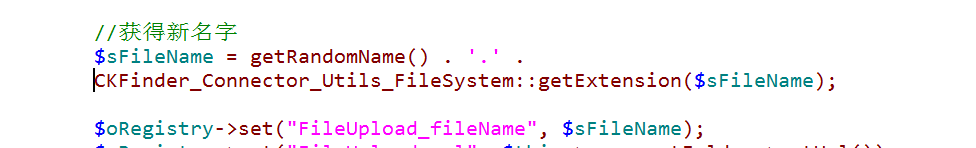 //获得新名字
$sFileName = getRandomName() . '.' .
CKFinder_Connector_Utils_FileSystem::getExtension($sFileName);
$oRegistry->set("FileUpload_fileName", $sFileName);